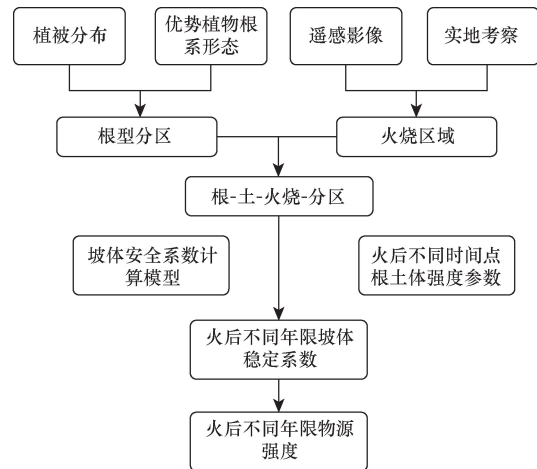 植被分布
优势植物根
系形态
遥感影像
实地考察
根型分区
火烧区域
根-土-火烧-分区
坡体安全系数计
算模型
火后不同时间点
根土体强度参数
火后不同年限坡体
稳定系数
火后不同年限物源
强度